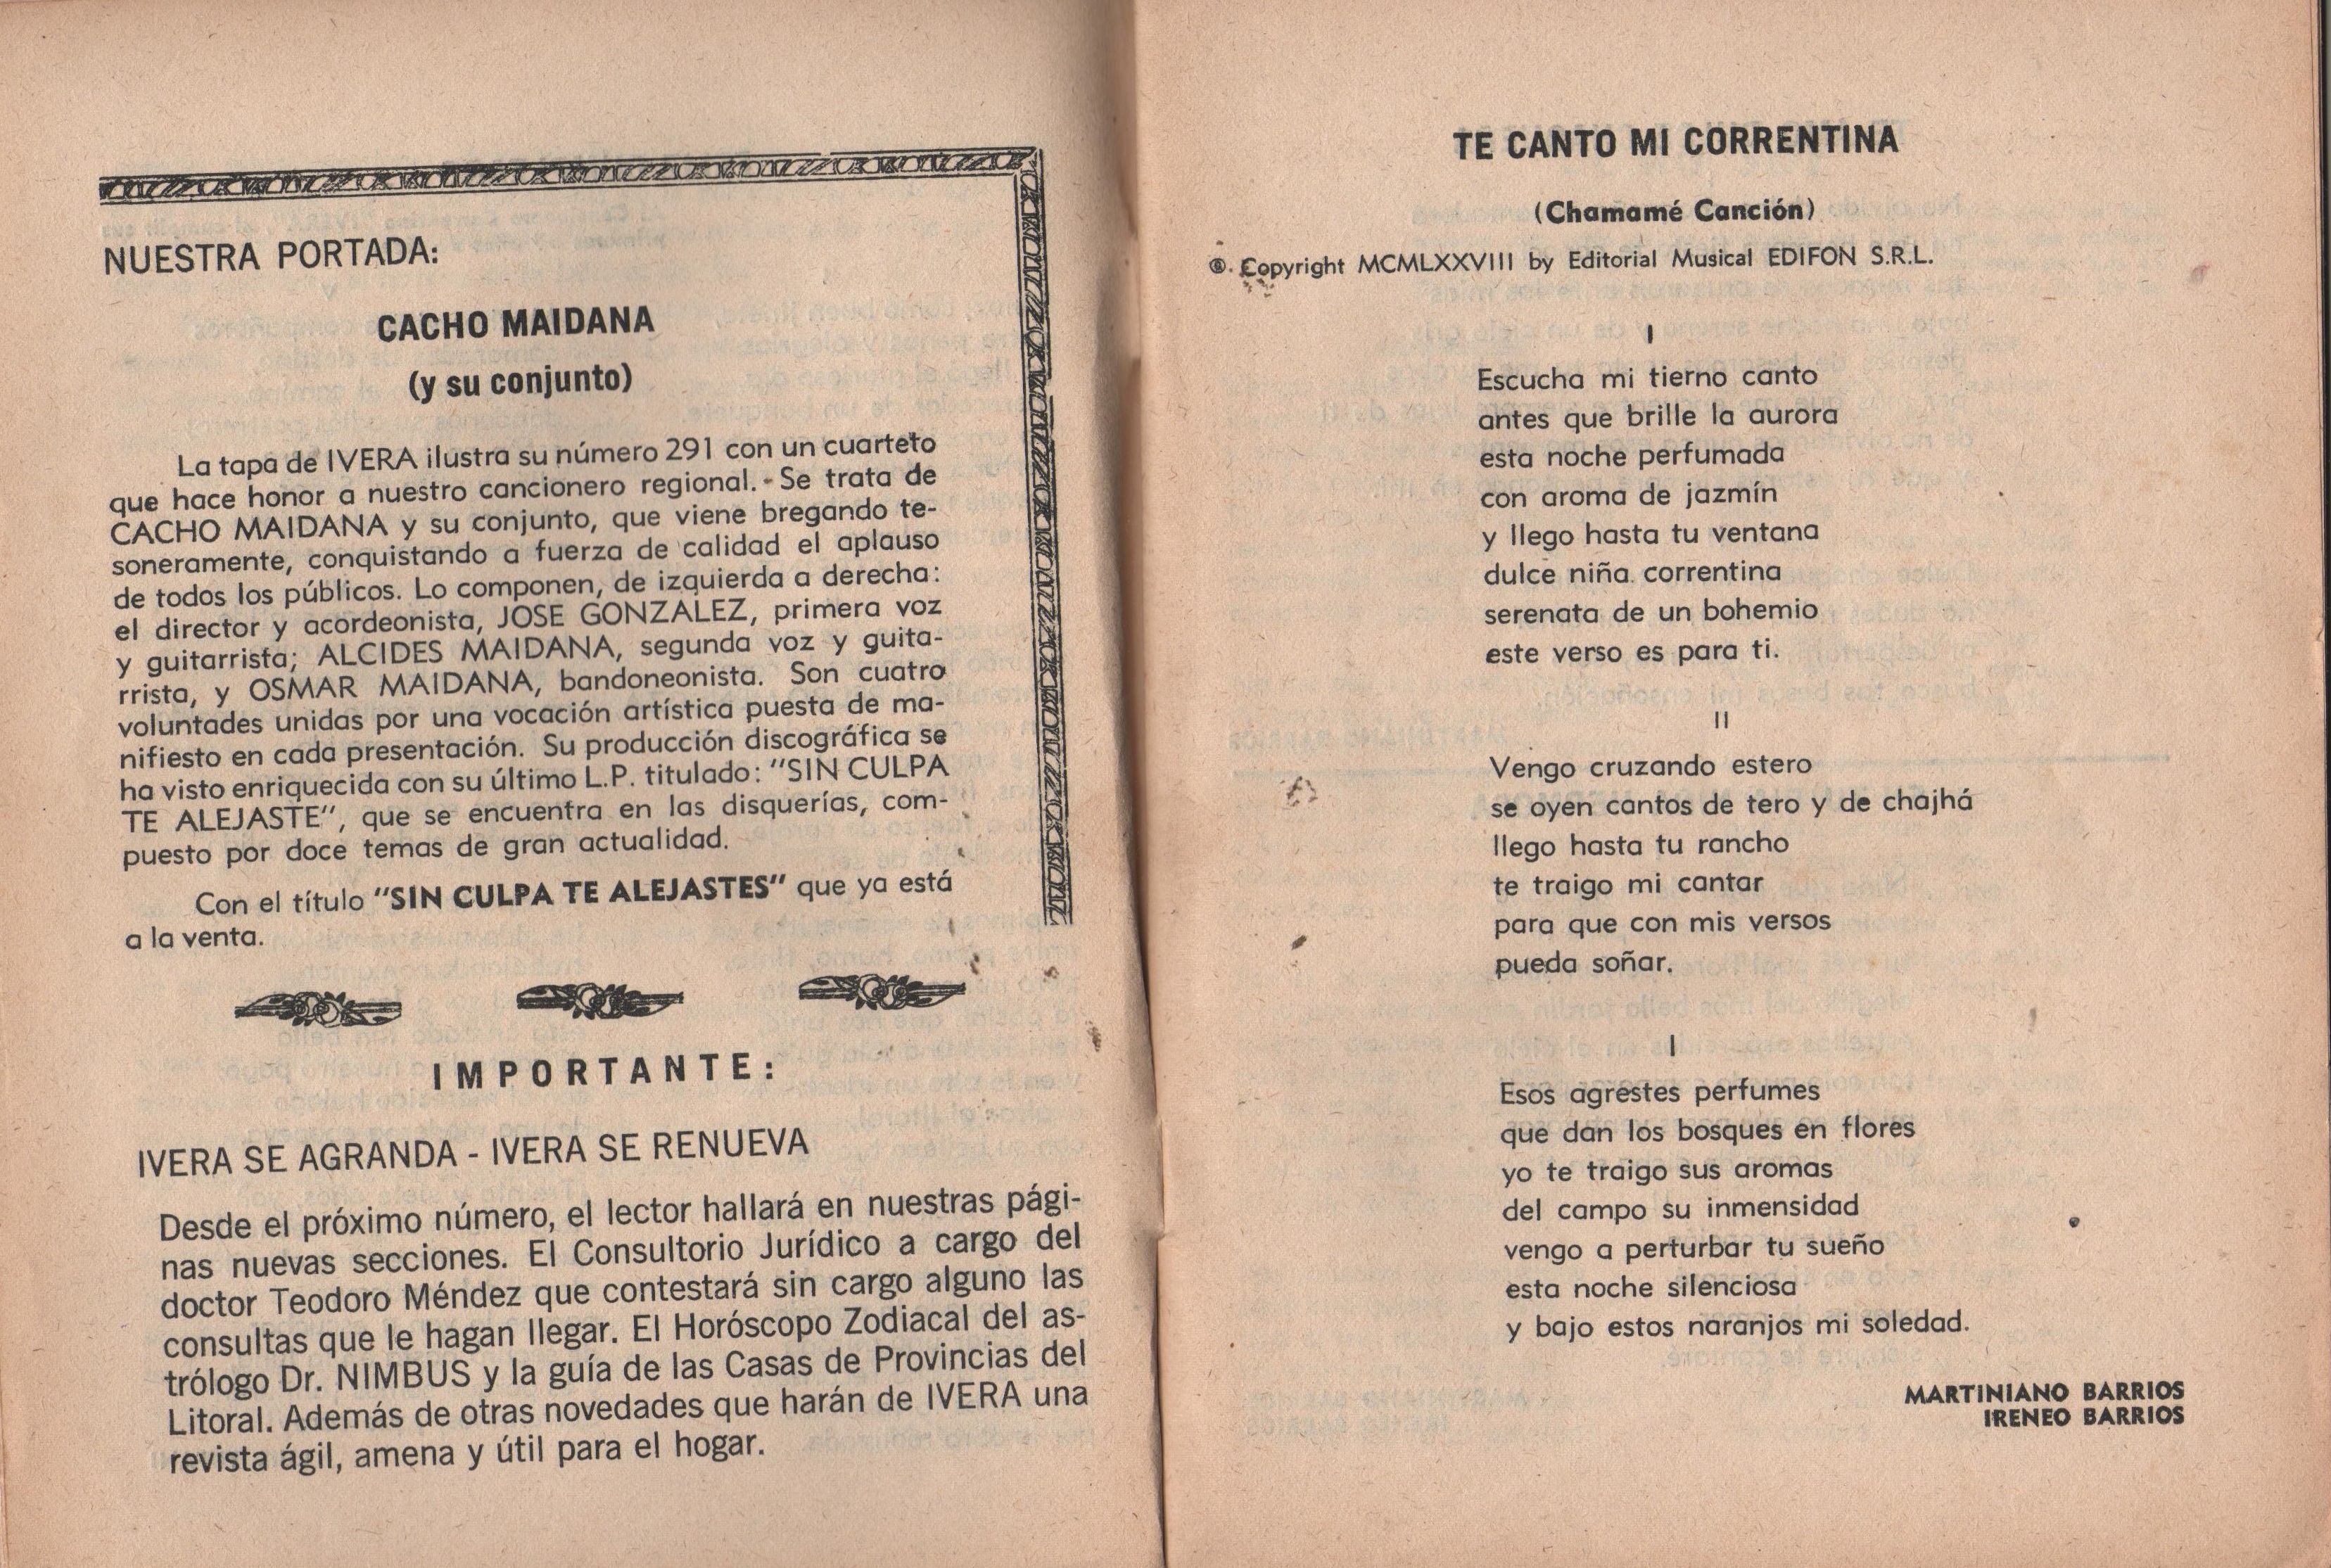 NUESTRA PORTADA:
CACHO MAIDANA
(y su conjunto)
La tapa de IVERA ilustra su número 291 con un cuarteto
que hace honor a nuestro cancionero regional. - Se trata de
CACHO MAIDANA y su conjunto, que viene bregando te-
soneramente, conquistando a fuerza de calidad el aplauso
de todos los públicos. Lo componen, de izquierda a derecha:
el director y acordeonista, JOSE GONZALEZ, primera voz
y guitarrista; ALCIDES MAIDANA, segunda voz y guita-
rrista, y OSMAR MAIDANA, bandoneonista. Son cuatro
voluntades unidas por una vocación artística puesta de ma-
nifiesto en cada presentación. Su producción discográfica se
ha visto enriquecida con su último L.P. titulado: "SIN CULPA
TE ALEJASTE", que se encuentra en las disquerías, com-
puesto por doce temas de gran actualidad.
Con el título "SIN CULPA TE ALEJASTES" que ya está
a la venta.
IMPORTANTE:
IVERA SE AGRANDA - IVERA SE RENUEVA
Desde el próximo número, el lector hallará en nuestras pági-
nas nuevas secciones. El Consultorio Jurídico a cargo del
doctor Teodoro Méndez que contestará sin cargo alguno las
consultas que le hagan llegar. El Horóscopo Zodiacal del as-
trólogo Dr. NIMBUS y la guía de las Casas de Provincias del
Litoral. Además de otras novedades que harán de IVERA una
revista ágil, amena y útil para el hogar.
TE CANTO MI CORRENTINA
(Chamamé Canción)
©. Copyright MCMLXXVIII by Editorial Musical EDIFON S.R.L.
I
Escucha mi tierno canto
antes que brille la aurora
esta noche perfumada
con aroma de jazmín
y llego hasta tu ventana
dulce niña correntina
serenata de un bohemio
este verso es para ti.
II
Vengo cruzando estero
se oyen cantos de tero y de chajhá
llego hasta tu rancho
te traigo mi cantar
para que con mis versos
pueda soñar.
I
Esos agrestes perfumes
que dan los bosques en flores
yo te traigo sus aromas
del campo su inmensidad
vengo a perturbar tu sueño
esta noche silenciosa
y bajo estos naranjos mi soledad.
MARTINIANO BARRIOS
IRENEO BARRIOS